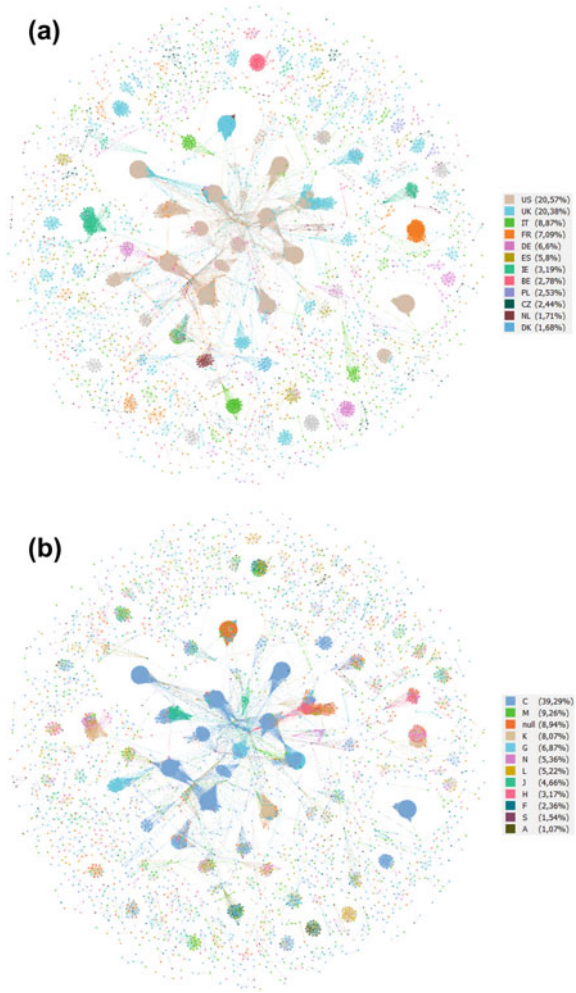 (a)
US (20,57%)
UK (20,38%)
IT (8,87%)
FR (7,09%)
DE (6,6%)
ES (5,8%)
IE (3,19%)
BE (2,78%)
PL (2,53%)
CZ (2,44%)
NL (1,71%)
DK (1,68%)
(b)
C (39,29%)
M (9,26%)
null (8,94%)
K (8,07%)
G (6,87%)
N (5,36%)
L (5,22%)
J (4,66%)
H (3,17%)
F (2,36%)
S (1,54%)
A (1,07%)